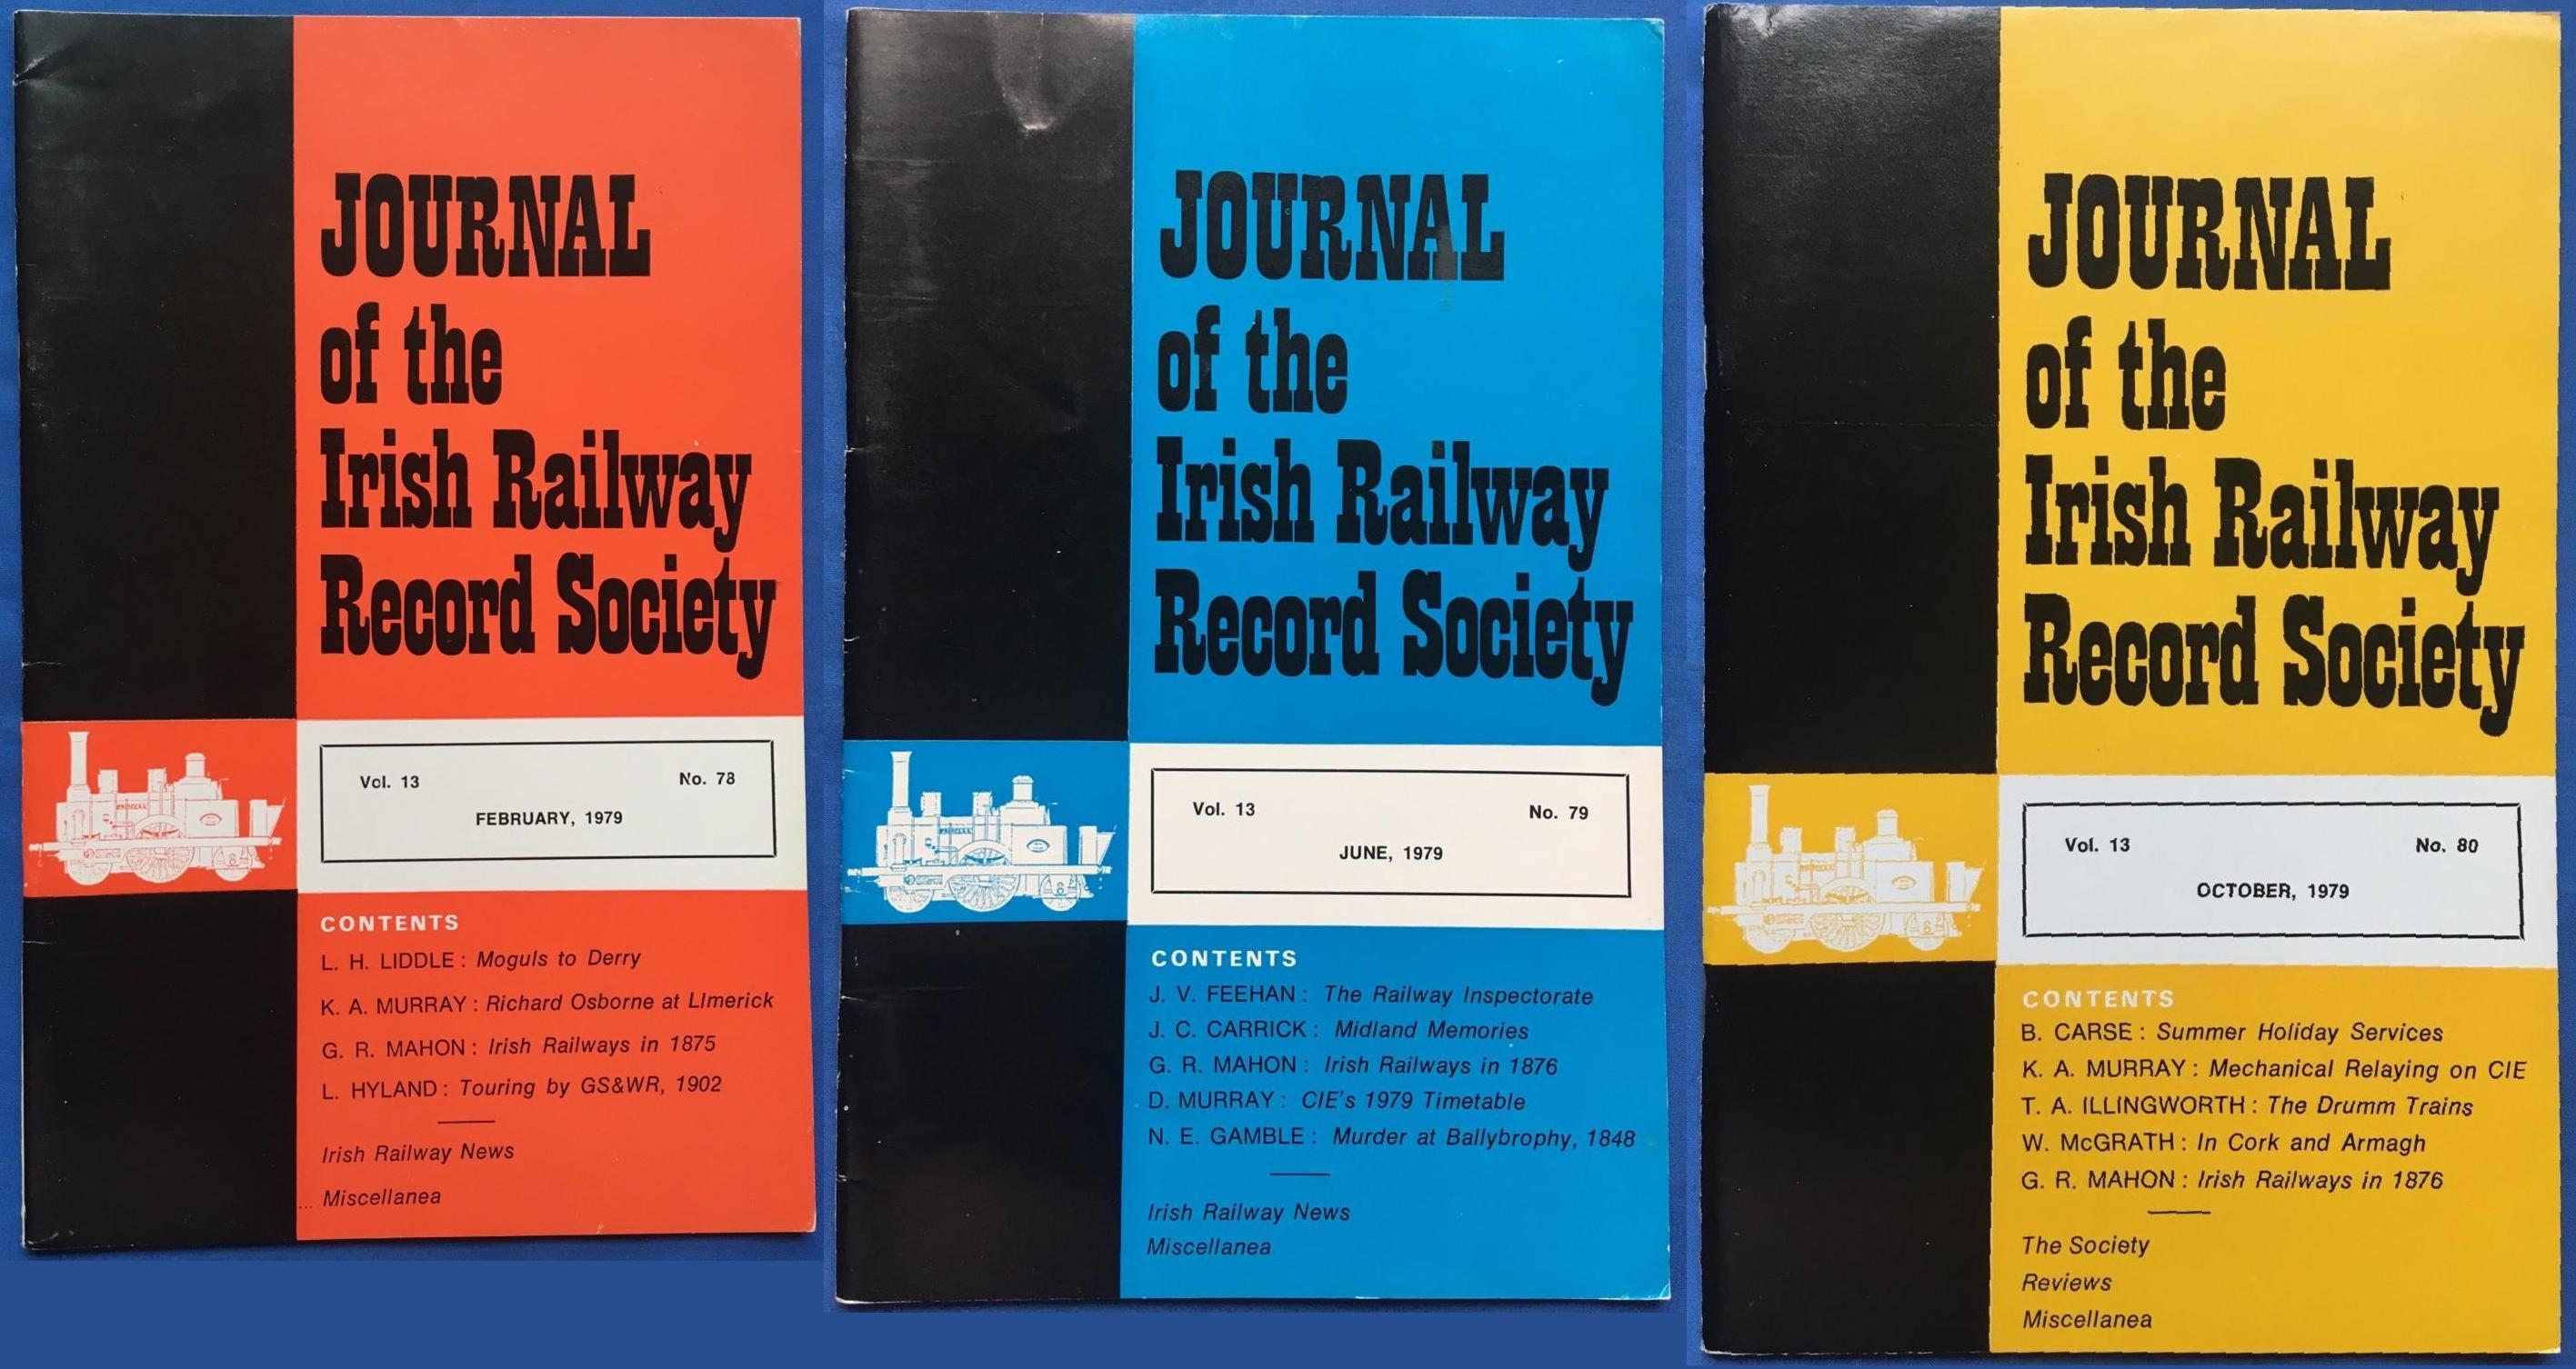 JOURNAL
of the
Irish Railway
Record Society
Vol. 13 No. 78
FEBRUARY, 1979
CONTENTS
L. H. LIDDLE : Moguls to Derry
K. A. MURRAY : Richard Osborne at LImerick
G. R. MAHON : Irish Railways in 1875
L. HYLAND : Touring by GS&WR, 1902
Irish Railway News
... Miscellanea
JOURNAL
of the
Irish Railway
Record Society
Vol. 13 No. 79
JUNE, 1979
CONTENTS
J. V. FEEHAN : The Railway Inspectorate
J. C. CARRICK : Midland Memories
G. R. MAHON : Irish Railways in 1876
D. MURRAY : CIE's 1979 Timetable
N. E. GAMBLE : Murder at Ballybrophy, 1848
Irish Railway News
Miscellanea
JOURNAL
of the
Irish Railway
Record Society
Vol. 13 No. 80
OCTOBER, 1979
CONTENTS
B. CARSE : Summer Holiday Services
K. A. MURRAY : Mechanical Relaying on CIE
T. A. ILLINGWORTH : The Drumm Trains
W. McGRATH : In Cork and Armagh
G. R. MAHON : Irish Railways in 1876
The Society
Reviews
Miscellanea